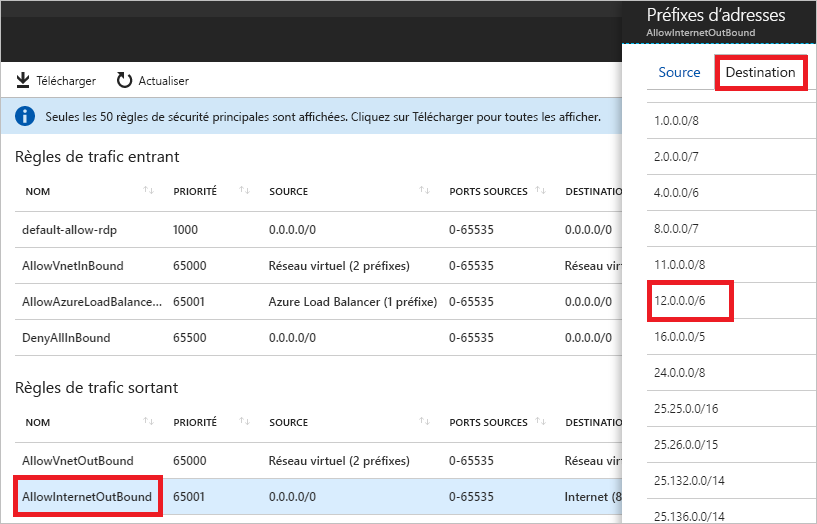 Préfixes d’adresses
AllowInternetOutBound
Télécharger Actualiser
Source Destination
Seules les 50 règles de sécurité principales sont affichées. Cliquez sur Télécharger pour toutes les afficher.
1.0.0.0/8
Règles de trafic entrant
2.0.0.0/7
NOM PRIORITÉ SOURCE PORTS SOURCES DESTINATIO
4.0.0.0/6
default-allow-rdp 1000 0.0.0.0/0 0-65535 0.0.0.0/0
8.0.0.0/7
AllowVnetInBound 65000 Réseau virtuel (2 préfixes) 0-65535 Réseau virtu
11.0.0.0/8
AllowAzureLoadBalance... 65001 Azure Load Balancer (1 préfixe) 0-65535 0.0.0.0/0
12.0.0.0/6
DenyAllInBound 65500 0.0.0.0/0 0-65535 0.0.0.0/0
16.0.0.0/5
24.0.0.0/8
Règles de trafic sortant
25.25.0.0/16
NOM PRIORITÉ SOURCE PORTS SOURCES DESTINATIO
25.26.0.0/15
AllowVnetOutBound 65000 Réseau virtuel (2 préfixes) 0-65535 Réseau virtu
25.132.0.0/14
AllowInternetOutBound 65001 0.0.0.0/0 0-65535 Internet (8
25.136.0.0/14